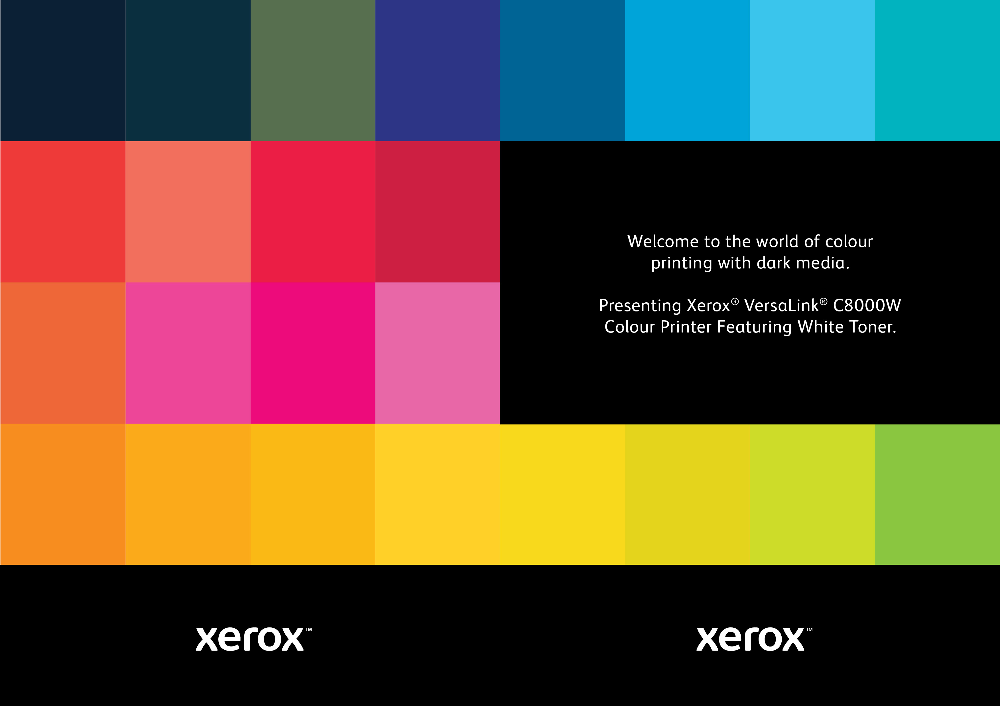 Welcome to the world of colour
printing with dark media.
Presenting Xerox® VersaLink® C8000W
Colour Printer Featuring White Toner.
xerox™
xerox™